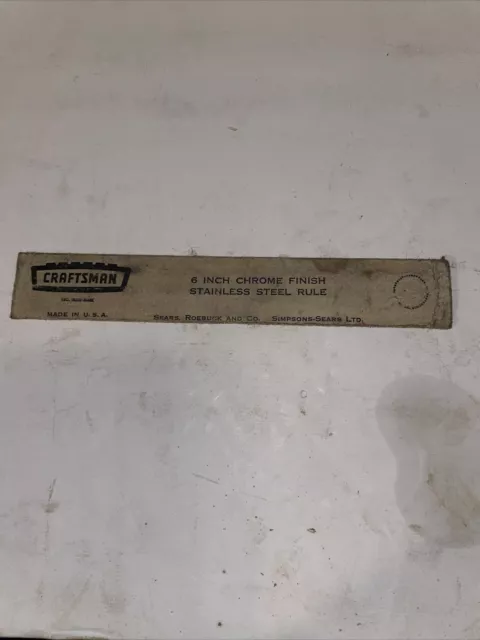 CRAFTSMAN
6 INCH CHROME FINISH
STAINLESS STEEL RULE
MADE IN U.S.A.
SEARS, ROEBUCK AND CO. SIMPSONS-SEARS LTD.